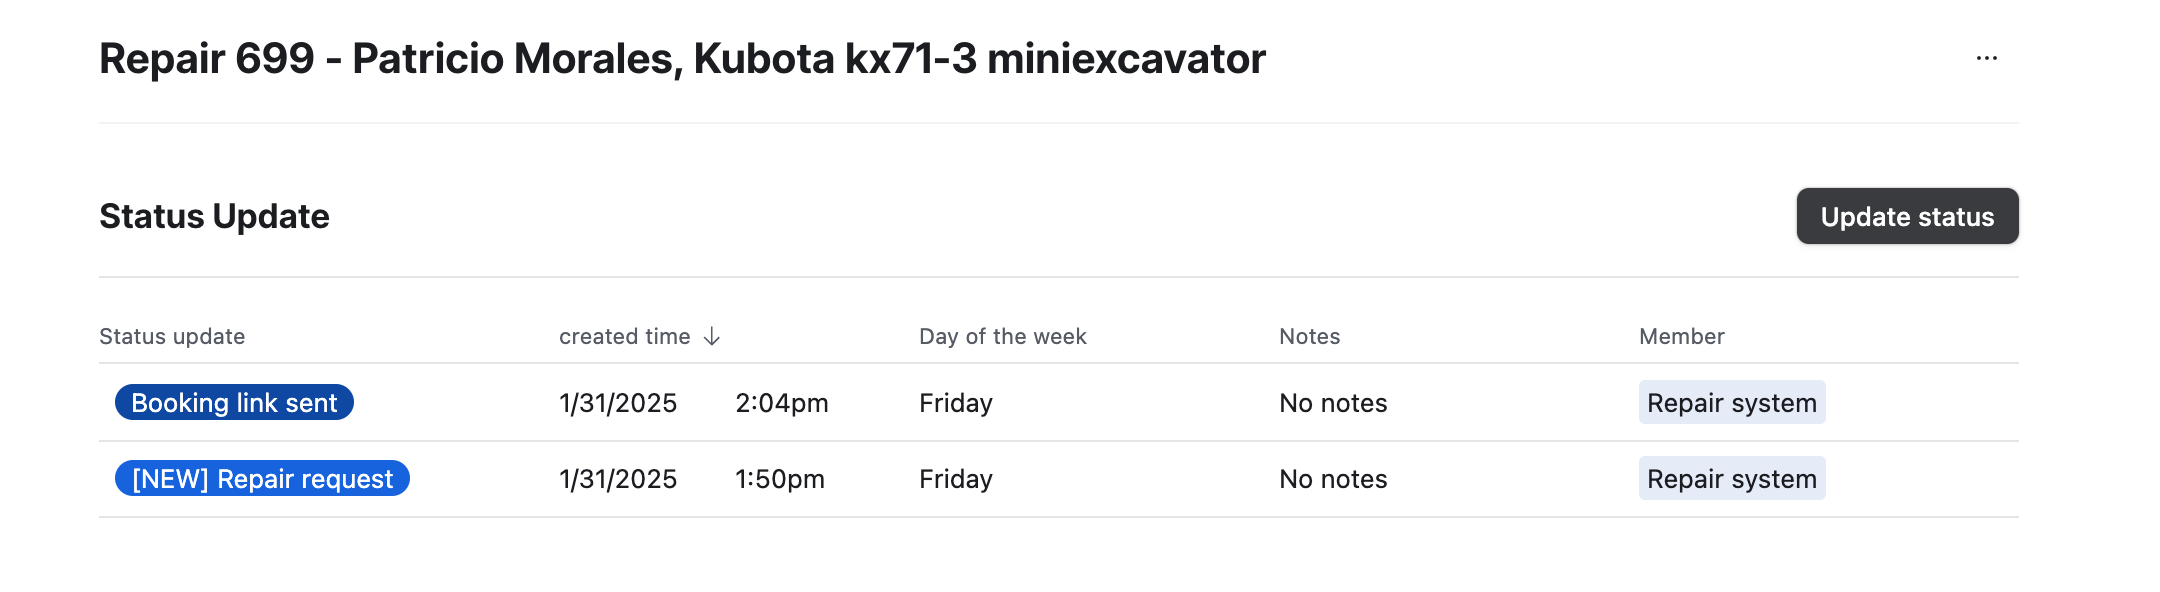 Repair 699 - Patricio Morales, Kubota kx71-3 miniexcavator
...
Status Update
Update status
Status update created time ↓ Day of the week Notes Member
Booking link sent 1/31/2025 2:04pm Friday No notes Repair system
[NEW] Repair request 1/31/2025 1:50pm Friday No notes Repair system